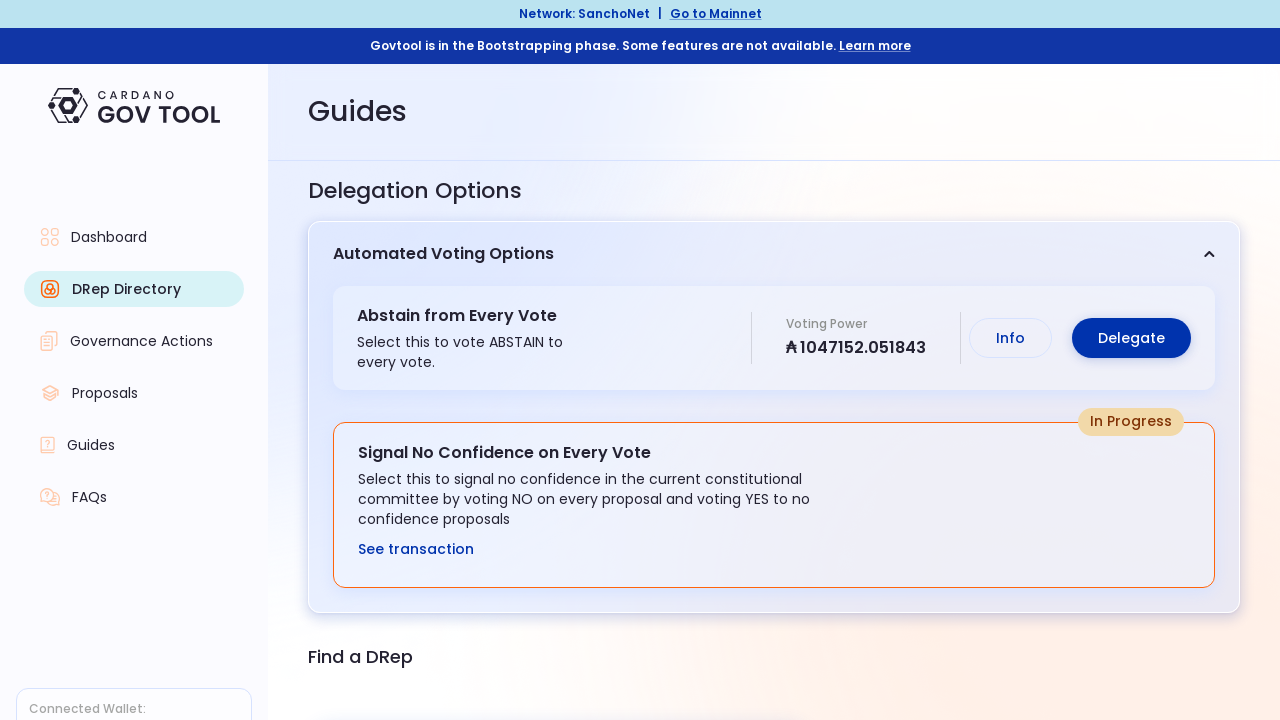 Network: SanchoNet | Go to Mainnet
Govtool is in the Bootstrapping phase. Some features are not available. Learn more
CARDANO
GOV TOOL
Dashboard
DRep Directory
Governance Actions
Proposals
Guides
FAQs
Connected Wallet:
Guides
Delegation Options
Automated Voting Options
Abstain from Every Vote
Select this to vote ABSTAIN to
every vote.
Voting Power
₳ 1047152.051843
Info
Delegate
In Progress
Signal No Confidence on Every Vote
Select this to signal no confidence in the current constitutional
committee by voting NO on every proposal and voting YES to no
confidence proposals
See transaction
Find a DRep